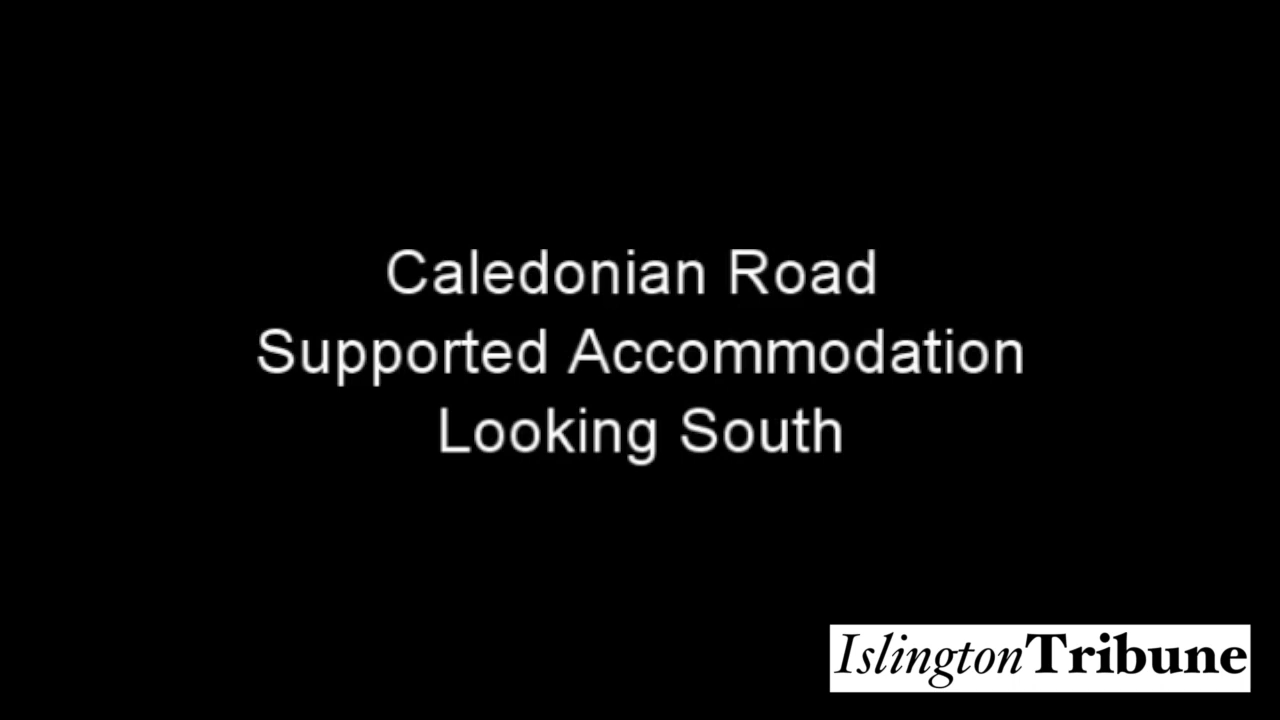 Caledonian Road
Supported Accommodation
Looking South
IslingtonTribune